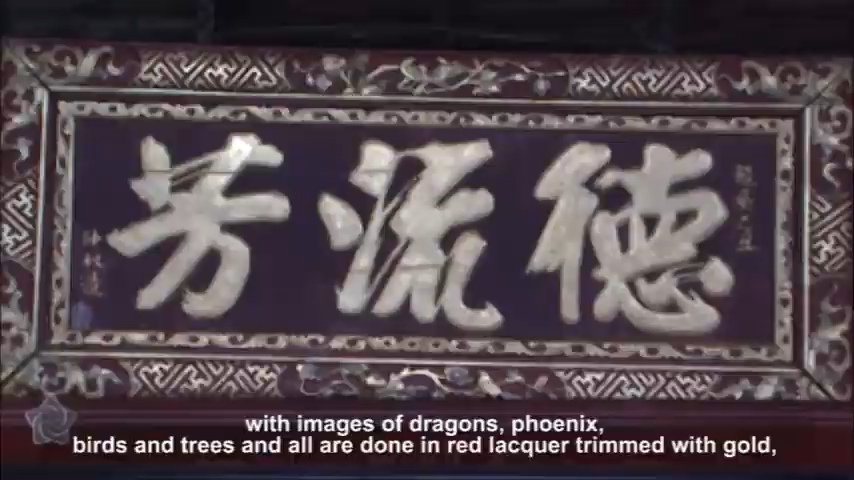 德流芳
with images of dragons, phoenix,
birds and trees and all are done in red lacquer trimmed with gold,